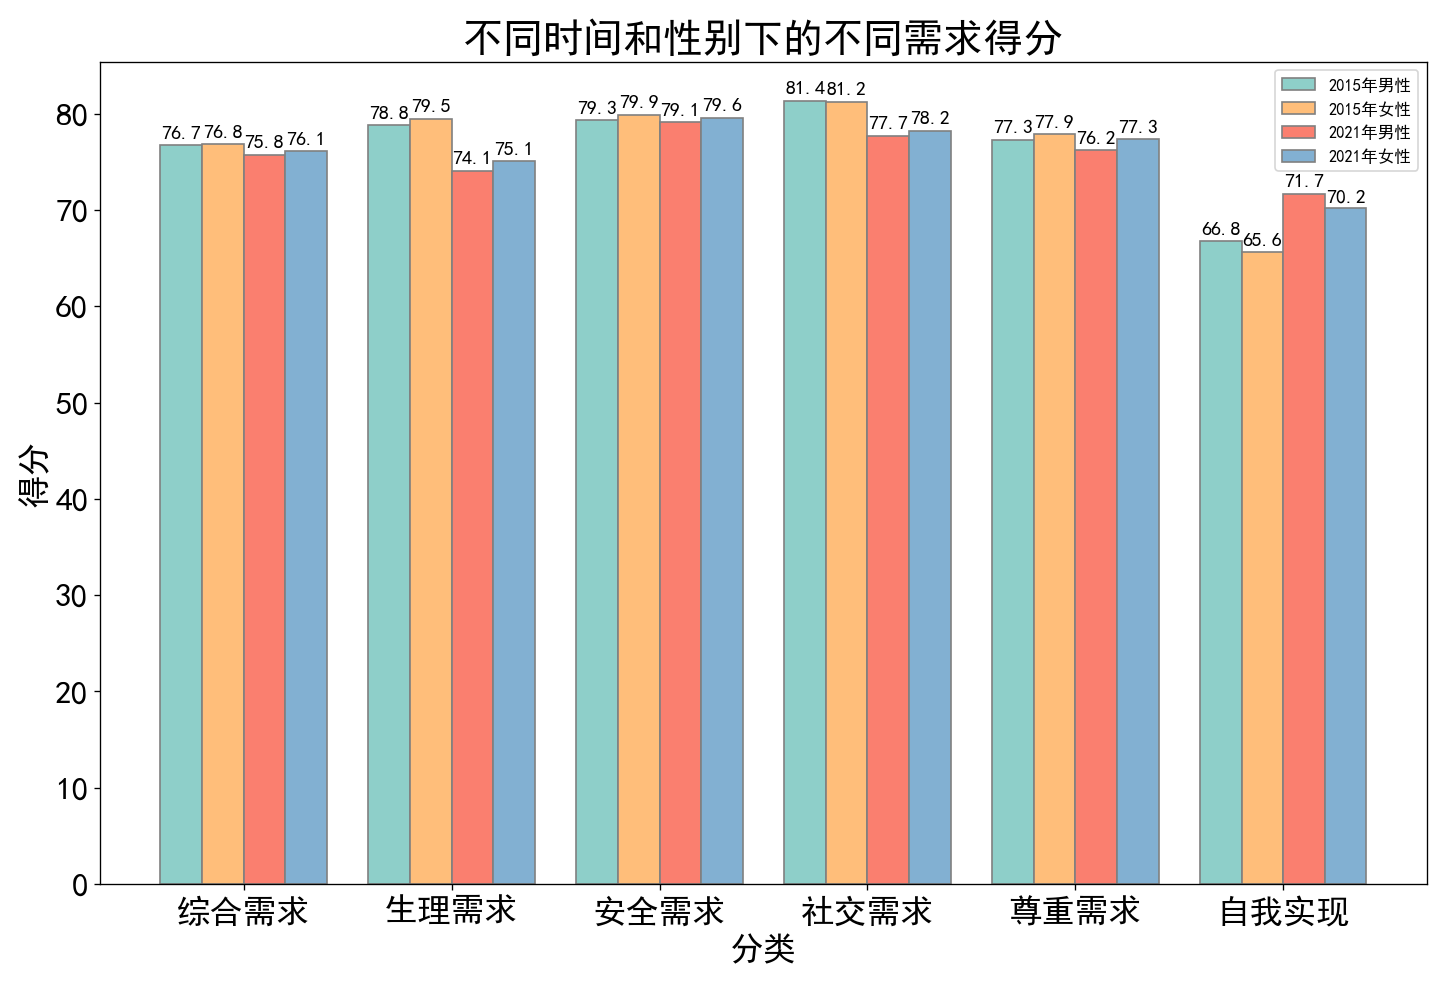 不同时间和性别下的不同需求得分
2015年男性
2015年女性
2021年男性
2021年女性
得分
80
70
60
50
40
30
20
10
0
76.7 76.8 75.8 76.1
78.8 79.5 74.1 75.1
79.3 79.9 79.1 79.6
81.4 81.2 77.7 78.2
77.3 77.9 76.2 77.3
66.8 65.6 71.7 70.2
综合需求 生理需求 安全需求 社交需求 尊重需求 自我实现
分类